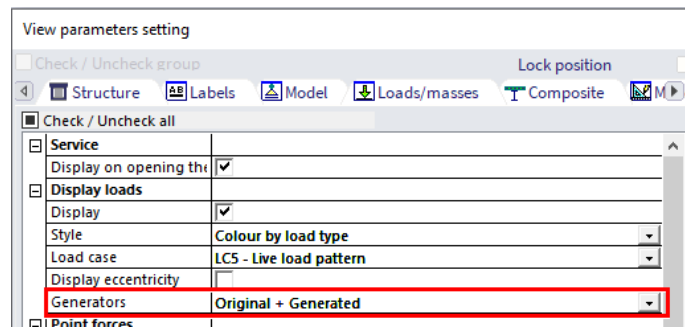 View parameters setting
Check / Uncheck group
Lock position
Structure
Labels
Model
Loads/masses
Composite
M
Check / Uncheck all
Service
Display on opening the
Display loads
Display
Style Colour by load type
Load case LC5 - Live load pattern
Display eccentricity
Generators Original + Generated
Point forces